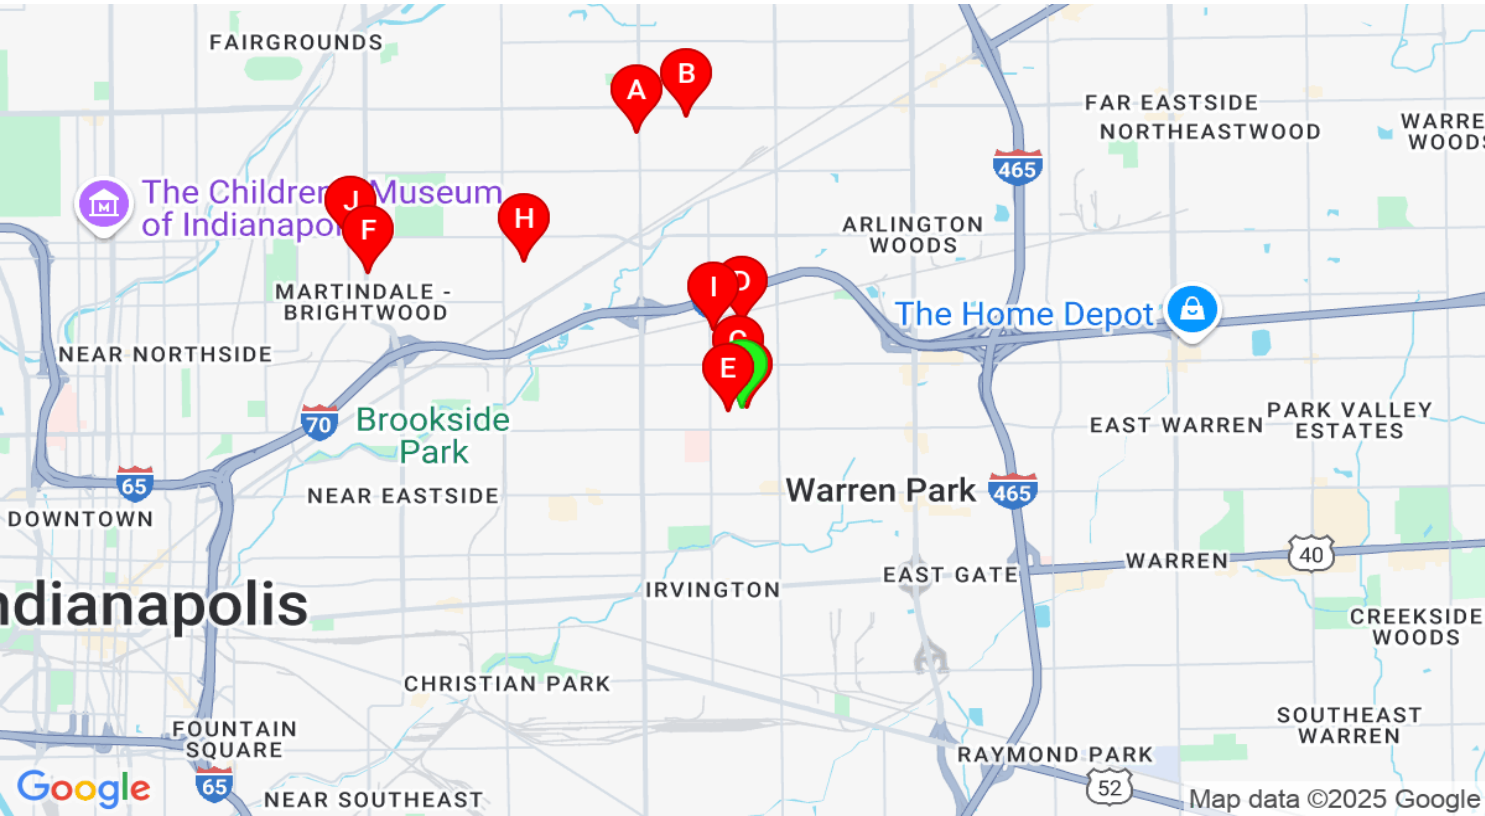 FAIRGROUNDS
B
A
FAR EASTSIDE
NORTHEASTWOOD
WARRE
WOODS
465
The Children
Museum
of Indianapo
J
F
H
ARLINGTON
WOODS
MARTINDALE -
BRIGHTWOOD
I
D
The Home Depot
NEAR NORTHSIDE
E
70
Brookside
Park
EAST WARREN
PARK VALLEY
ESTATES
65
NEAR EASTSIDE
Warren Park
465
DOWNTOWN
40
WARREN
EAST GATE
IRVINGTON
ndianapolis
CREEKSIDE
WOODS
CHRISTIAN PARK
FOUNTAIN
SQUARE
SOUTHEAST
WARREN
RAYMOND PARK
65
52
Google
NEAR SOUTHEAST
Map data ©2025 Google